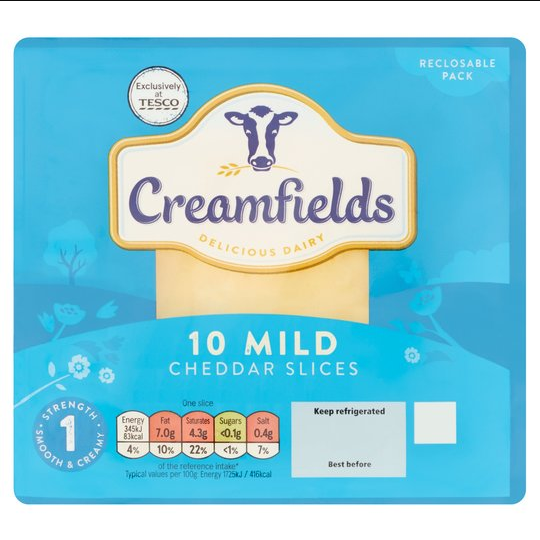 RECLOSABLE
PACK
Exclusively
at
TESCO
Creamfields
DELICIOUS DAIRY
10 MILD
CHEDDAR SLICES
STRENGTH
1
SMOOTH & CREAMY
One slice
Energy Fat Saturates Sugars Salt
345kJ
83kcal 7.0g 4.3g <0.1g 0.4g
4% 10% 22% <1% 7%
of the reference intake*
Typical values per 100g: Energy 1725kJ / 416kcal
Keep refrigerated
Best before